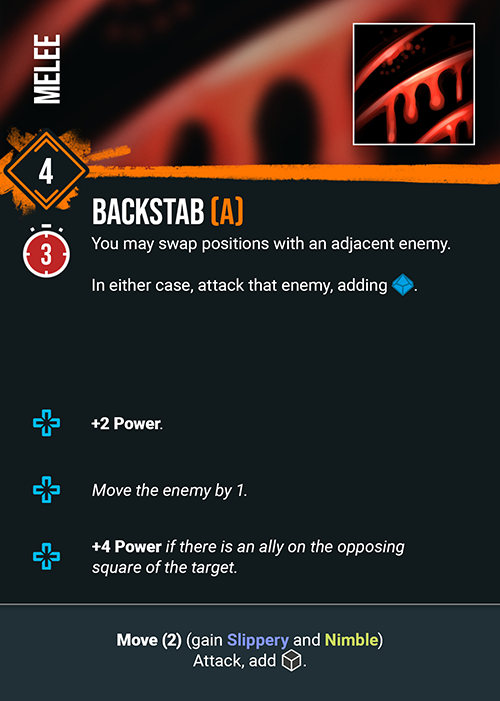 MELEE
4
BACKSTAB (A)
3
You may swap positions with an adjacent enemy.
In either case, attack that enemy, adding .
+2 Power.
Move the enemy by 1.
+4 Power if there is an ally on the opposing
square of the target.
Move (2) (gain Slippery and Nimble)
Attack, add .